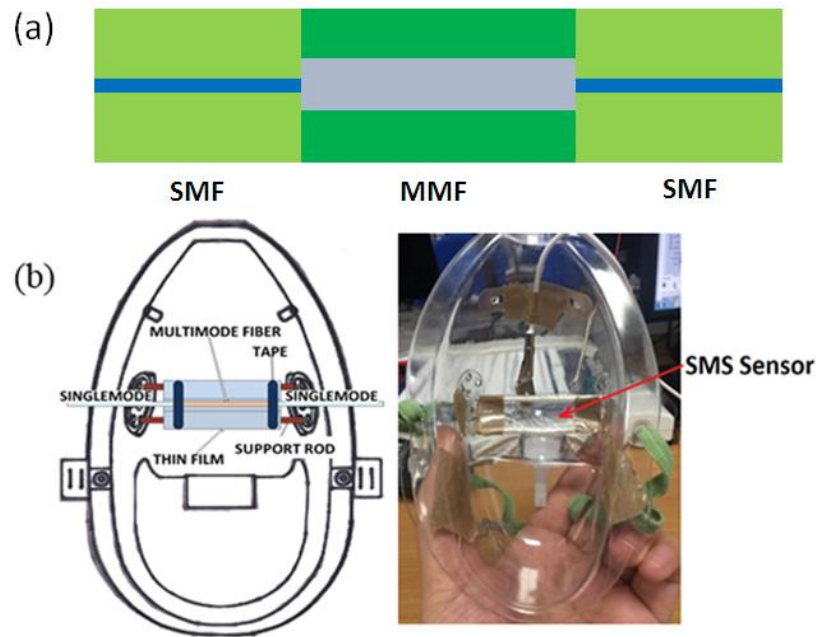 (a)
SMF MMF SMF
(b)
MULTIMODE FIBER
TAPE
SINGLEMODE SINGLEMODE
SUPPORT ROD
THIN FILM
SMS Sensor